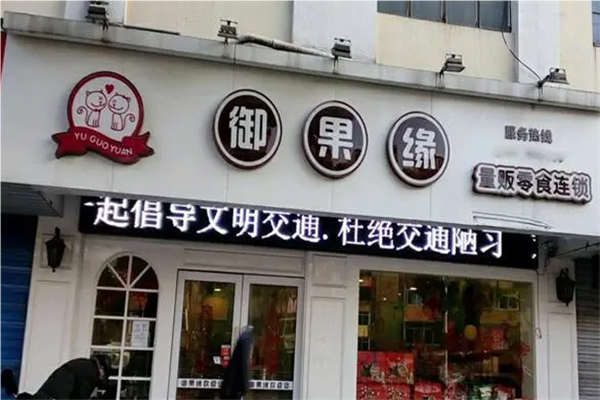 YU GUO YUAN
御果缘
服务热线
量贩零食连锁
一起倡导文明交通.杜绝交通陋习